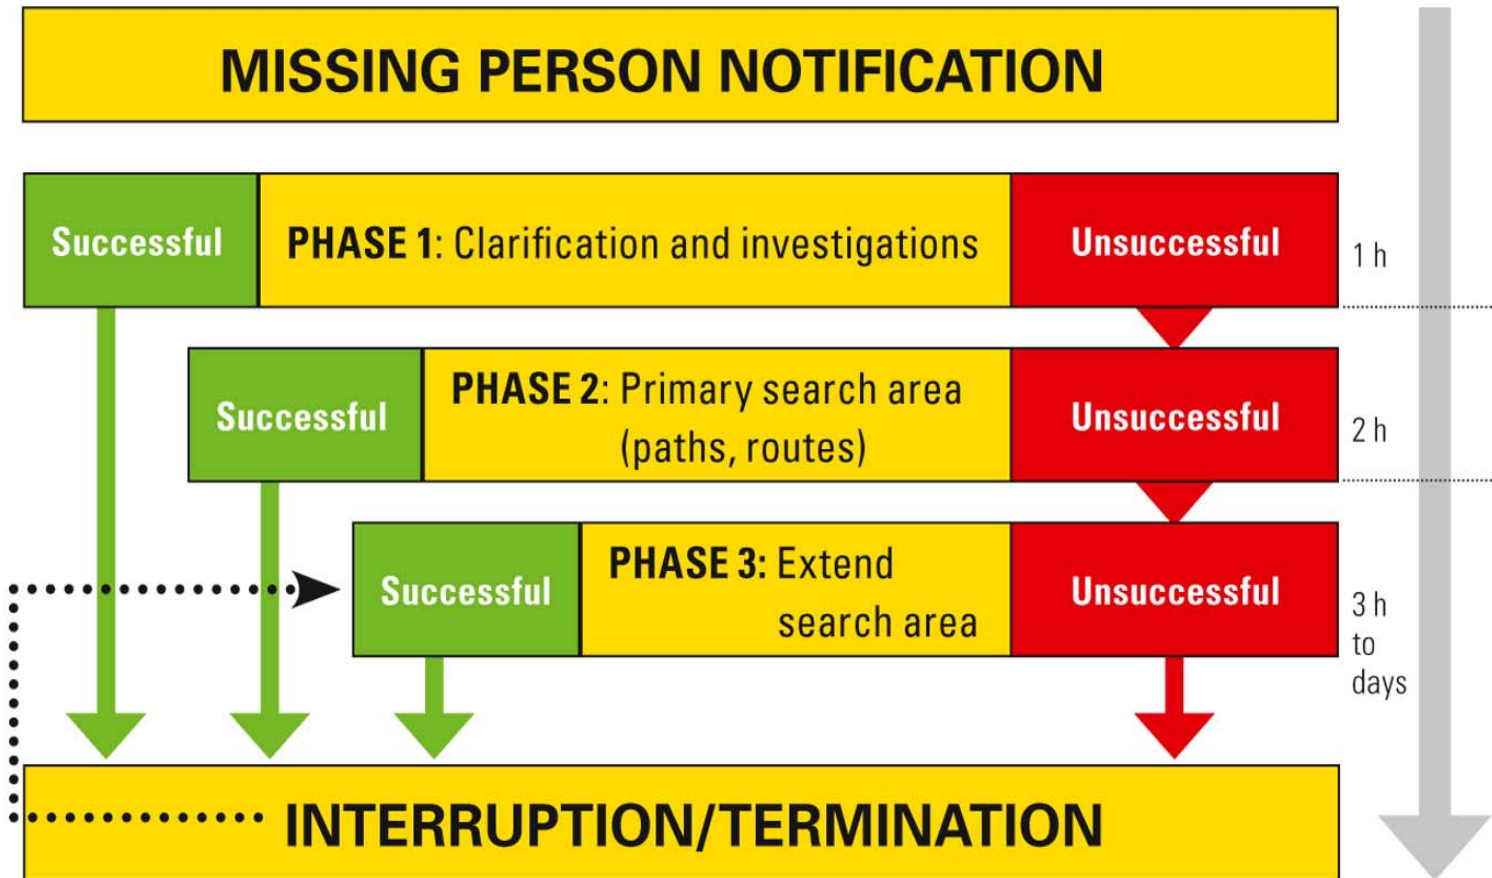 MISSING PERSON NOTIFICATION
Successful
PHASE 1: Clarification and investigations
Unsuccessful
1 h
Successful
PHASE 2: Primary search area
(paths, routes)
Unsuccessful
2 h
Successful
PHASE 3: Extend
search area
Unsuccessful
3 h
to
days
INTERRUPTION/TERMINATION